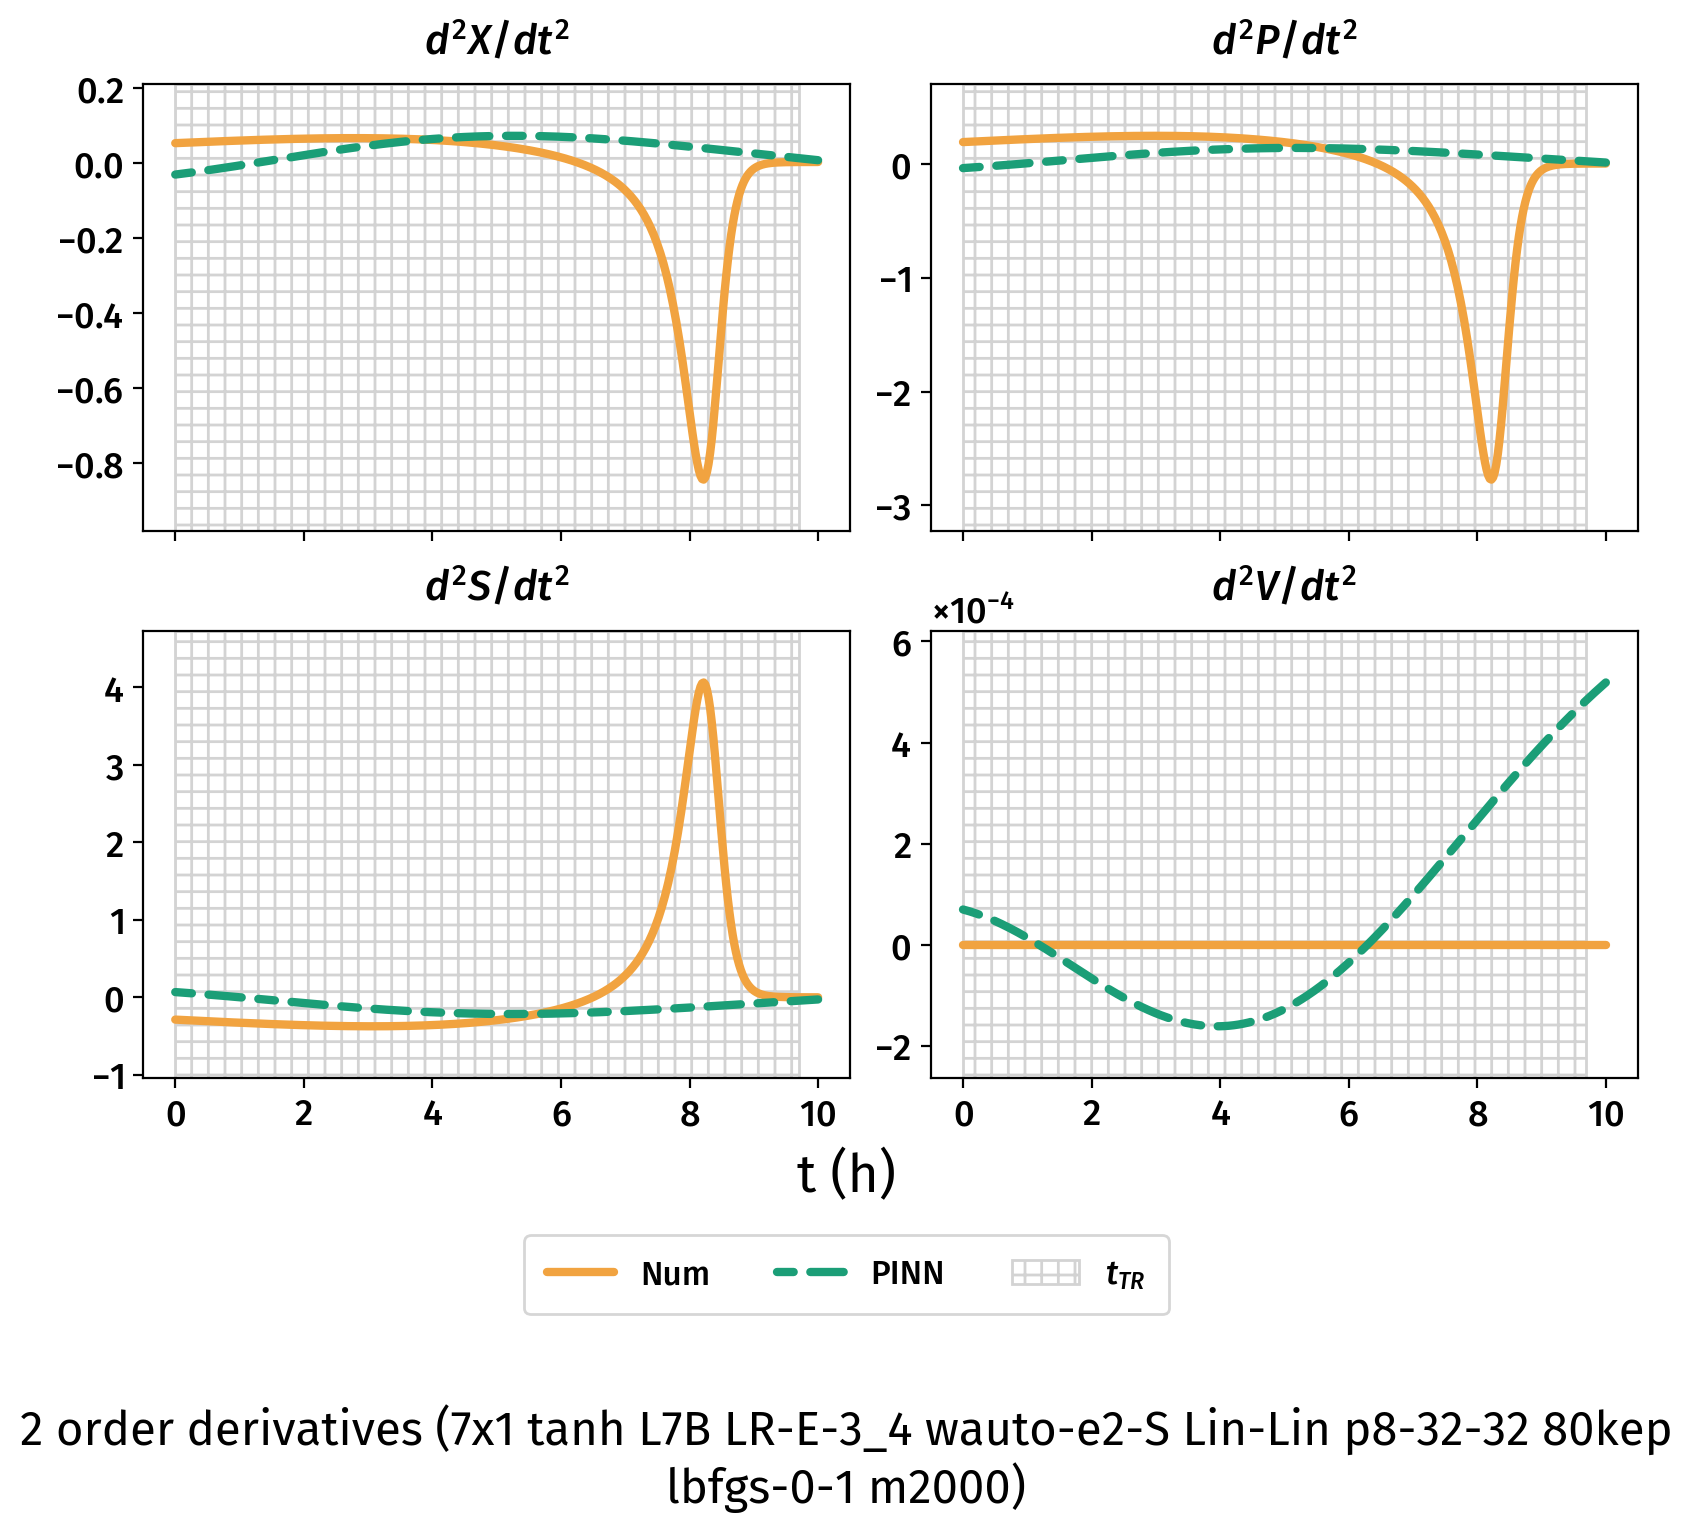 d²X/dt²
d²P/dt²
0.2
0.0
−0.2
−0.4
−0.6
−0.8
0
−1
−2
−3
d²S/dt²
d²V/dt²
×10⁻⁴
4
3
2
1
0
−1
6
4
2
0
−2
0 2 4 6 8 10
0 2 4 6 8 10
t (h)
Num PINN t_TR
2 order derivatives (7x1 tanh L7B LR-E-3_4 wauto-e2-S Lin-Lin p8-32-32 80kep
lbfgs-0-1 m2000)